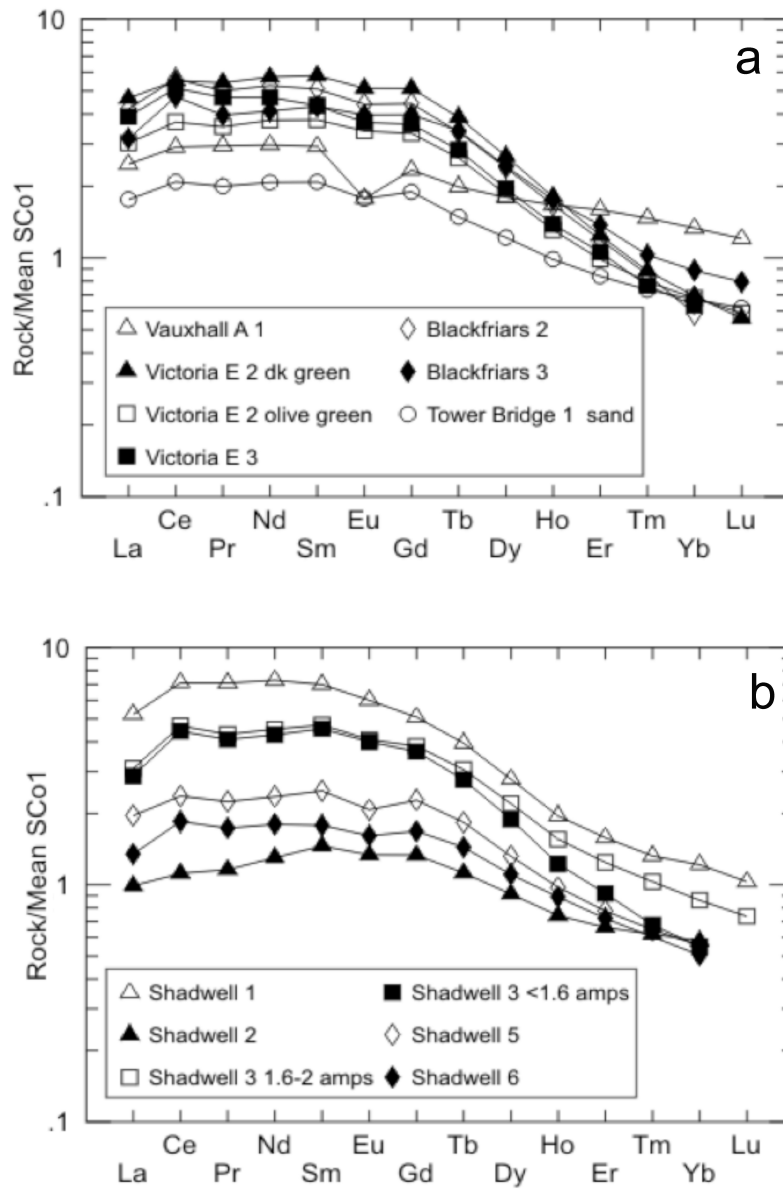 10
a
Rock/Mean SCo1
1
Vauxhall A 1
Blackfriars 2
Victoria E 2 dk green
Blackfriars 3
Victoria E 2 olive green
Tower Bridge 1 sand
Victoria E 3
.1
Ce Nd Eu Tb Ho Tm Lu
La Pr Sm Gd Dy Er Yb
10
b
Rock/Mean SCo1
1
Shadwell 1
Shadwell 3 <1.6 amps
Shadwell 2
Shadwell 5
Shadwell 3 1.6-2 amps
Shadwell 6
.1
Ce Nd Eu Tb Ho Tm Lu
La Pr Sm Gd Dy Er Yb